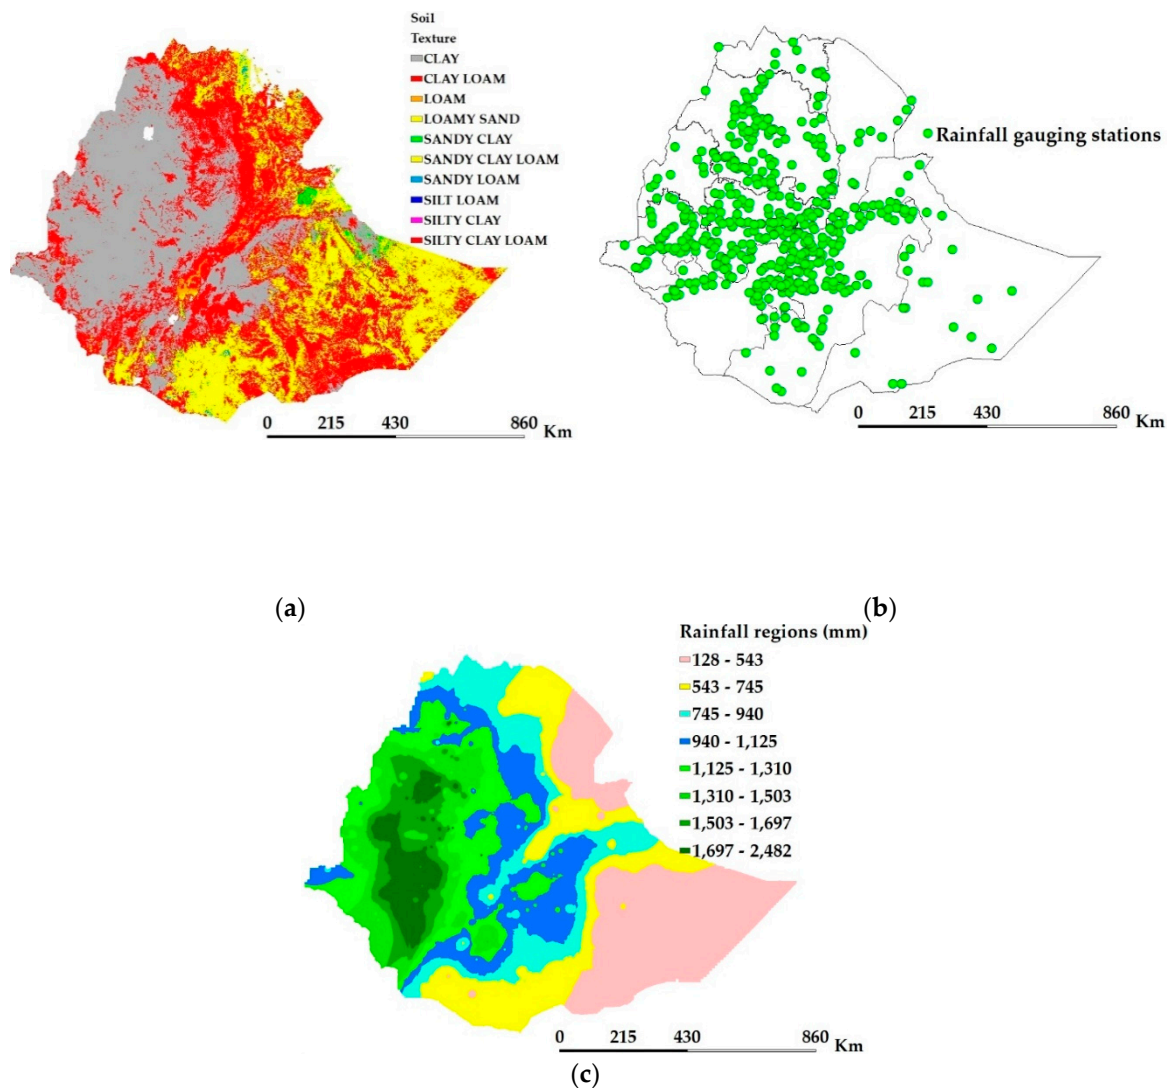 Soil
Texture
CLAY
CLAY LOAM
LOAM
LOAMY SAND
SANDY CLAY
SANDY CLAY LOAM
SANDY LOAM
SILT LOAM
SILTY CLAY
SILTY CLAY LOAM
0 215 430 860 Km
Rainfall gauging stations
0 215 430 860 Km
(a)
(b)
Rainfall regions (mm)
128 - 543
543 - 745
745 - 940
940 - 1,125
1,125 - 1,310
1,310 - 1,503
1,503 - 1,697
1,697 - 2,482
0 215 430 860 Km
(c)